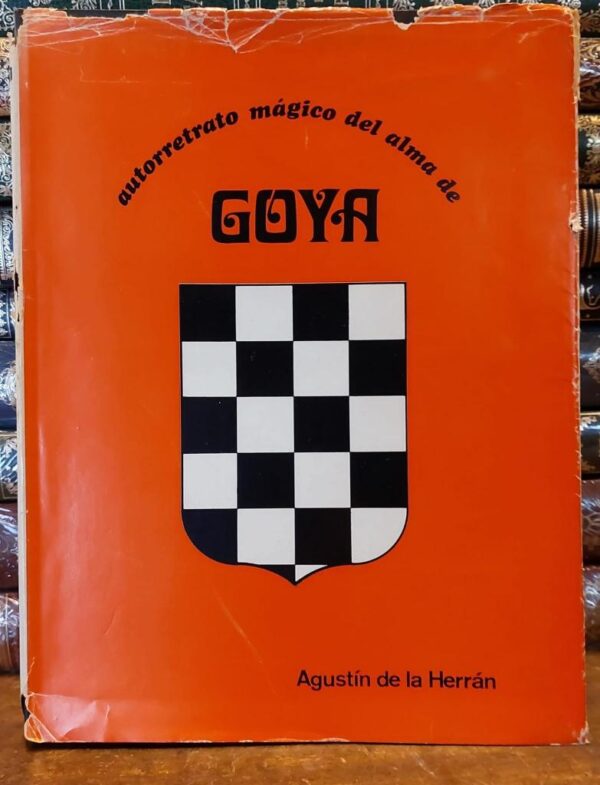 autorretrato mágico del alma de
GOYA
Agustín de la Herrán